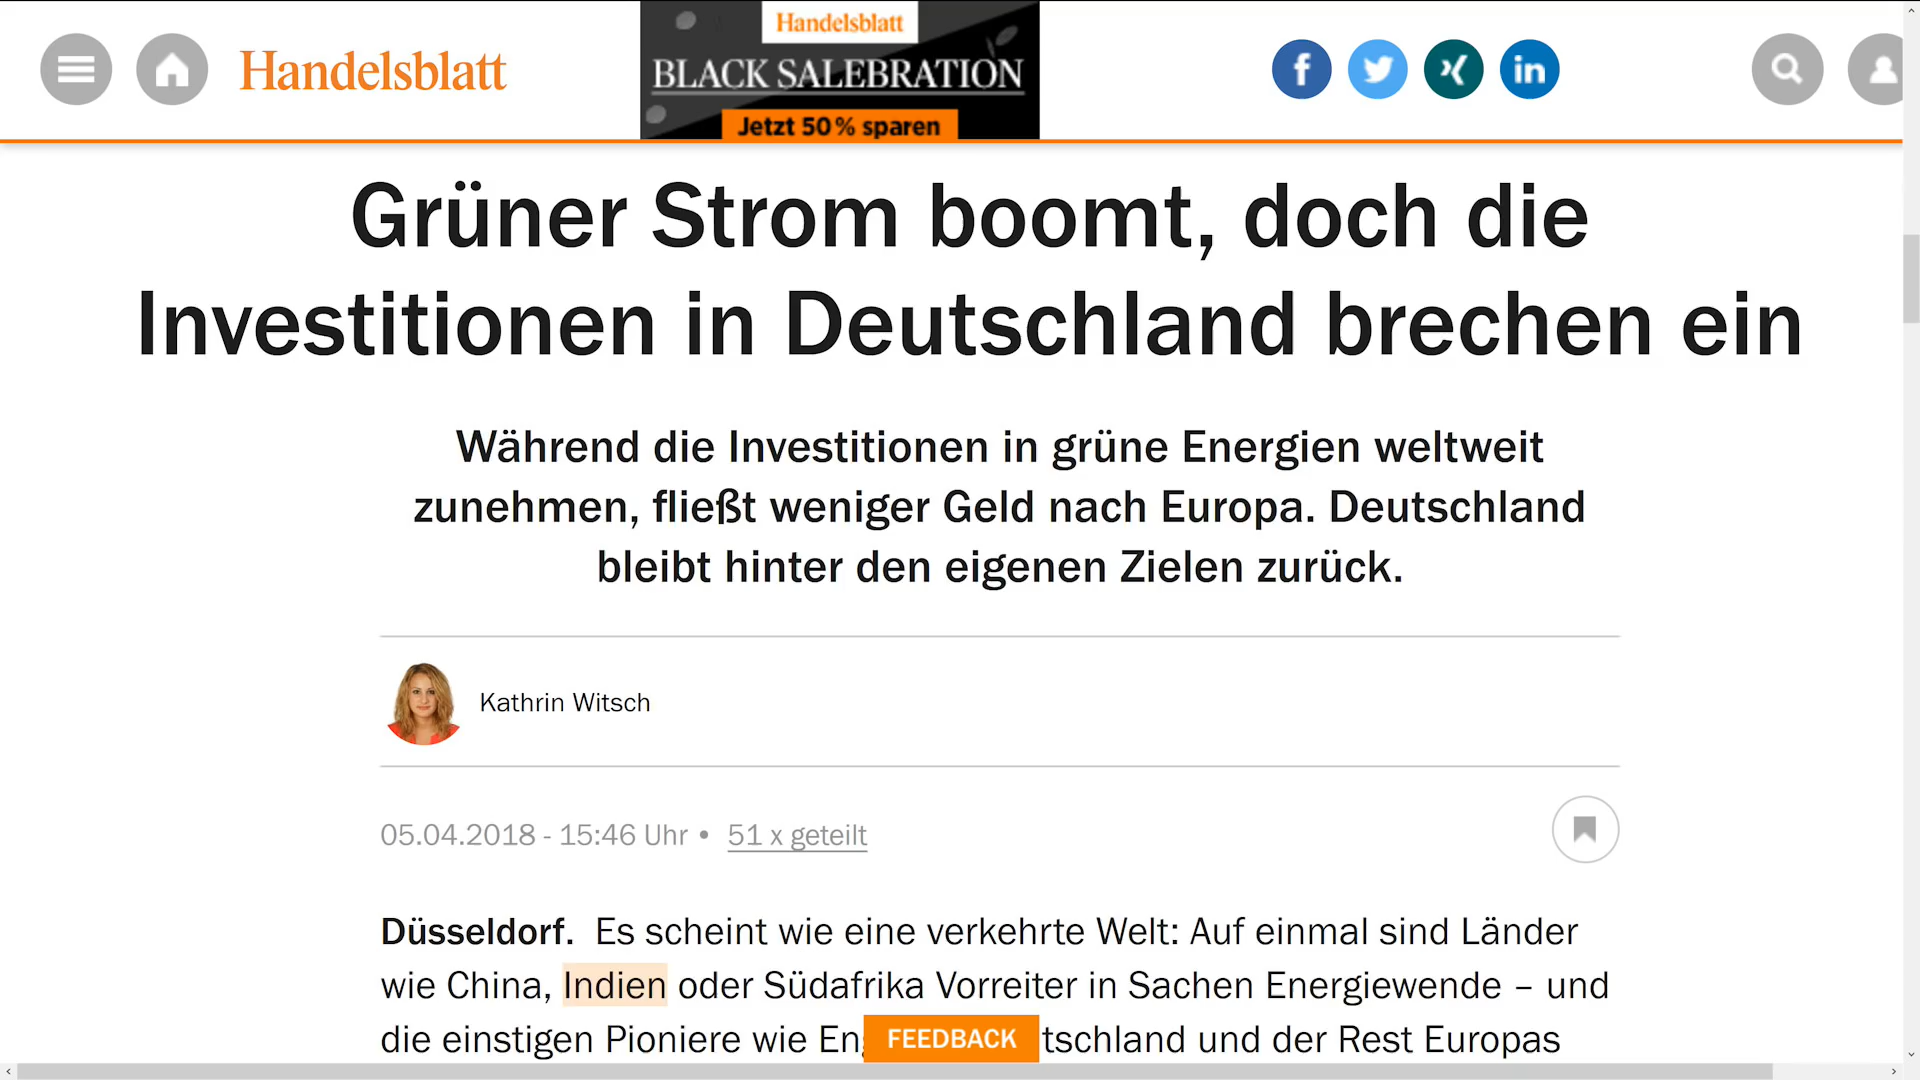 Handelsblatt
Handelsblatt
BLACK SALEBRATION
Jetzt 50% sparen
Grüner Strom boomt, doch die
Investitionen in Deutschland brechen ein
Während die Investitionen in grüne Energien weltweit
zunehmen, fließt weniger Geld nach Europa. Deutschland
bleibt hinter den eigenen Zielen zurück.
Kathrin Witsch
05.04.2018 - 15:46 Uhr • 51 x geteilt
Düsseldorf. Es scheint wie eine verkehrte Welt: Auf einmal sind Länder
wie China, Indien oder Südafrika Vorreiter in Sachen Energiewende – und
die einstigen Pioniere wie tschland und der Rest Europas
FEEDBACK